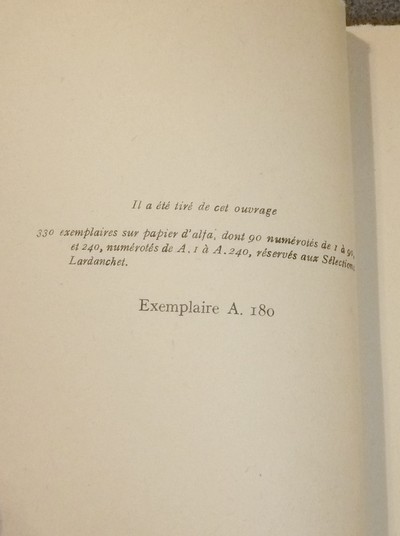 Il a été tiré de cet ouvrage
330 exemplaires sur papier d'alfa, dont 90 numérotés de 1 à 90,
et 240, numérotés de A. 1 à A. 240, réservés aux Sélections
Lardanchet.
Exemplaire A. 180